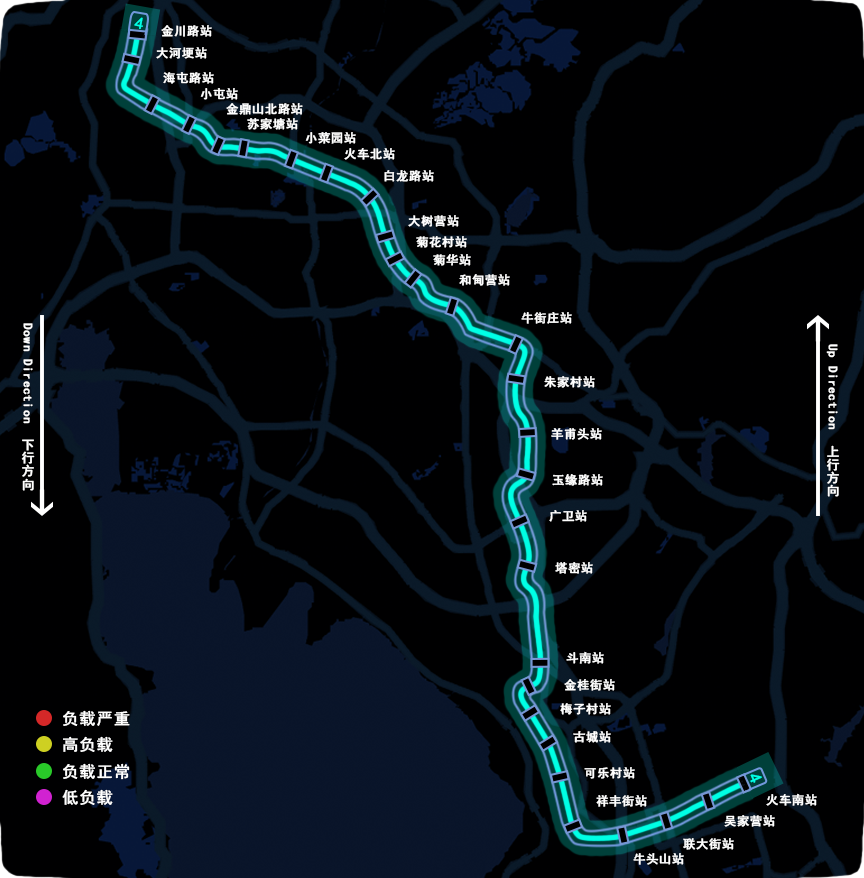 4
金川路站
大河埂站
海屯路站
小屯站
金鼎山北路站
苏家塘站
小菜园站
火车北站
白龙路站
大树营站
菊花村站
菊华站
和甸营站
牛街庄站
朱家村站
羊甫头站
玉缘路站
广卫站
塔密站
斗南站
金桂街站
梅子村站
古城站
可乐村站
祥丰街站
牛头山站
联大街站
吴家营站
火车南站
4
Down Direction 下行方向
Up Direction 上行方向
负载严重
高负载
负载正常
低负载